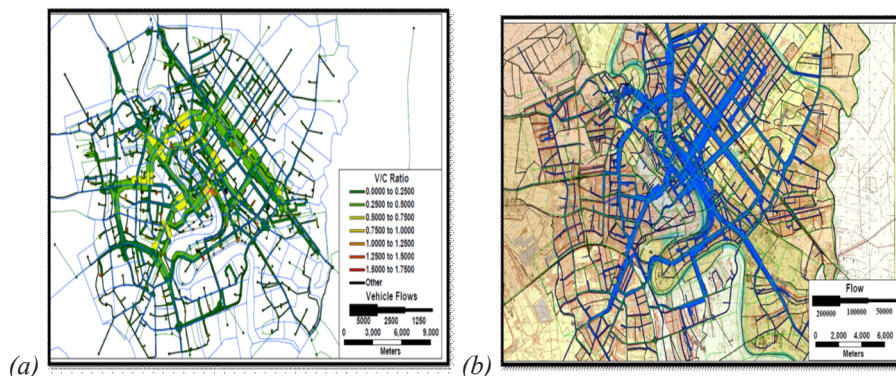 V/C Ratio
0.0000 to 0.2500
0.2500 to 0.5000
0.5000 to 0.7500
0.7500 to 1.0000
1.0000 to 1.2500
1.2500 to 1.5000
1.5000 to 1.7500
Other
Vehicle Flows
5000 2500 1250
0 3,000 6,000 9,000
Meters
(a)
Flow
200000 100000 50000
0 2,000 4,000 6,000
Meters
(b)